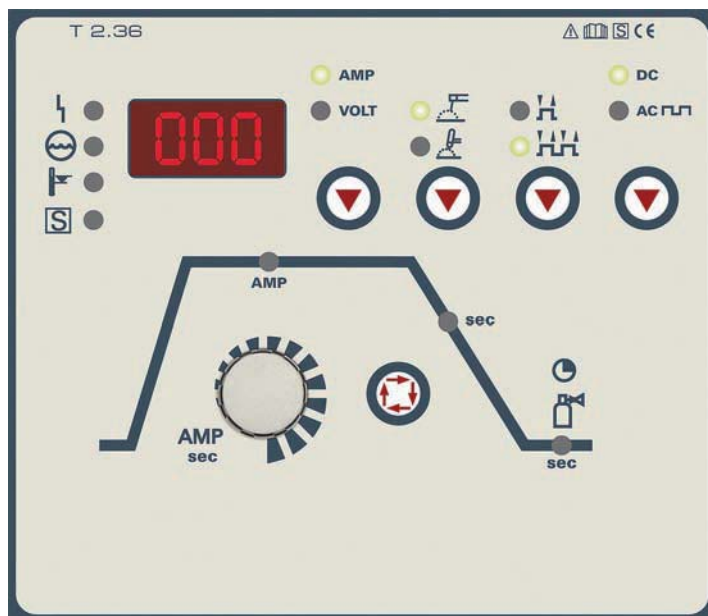 T 2.36
S CE
AMP
DC
VOLT
AC
000
S
AMP
sec
AMP
sec
sec